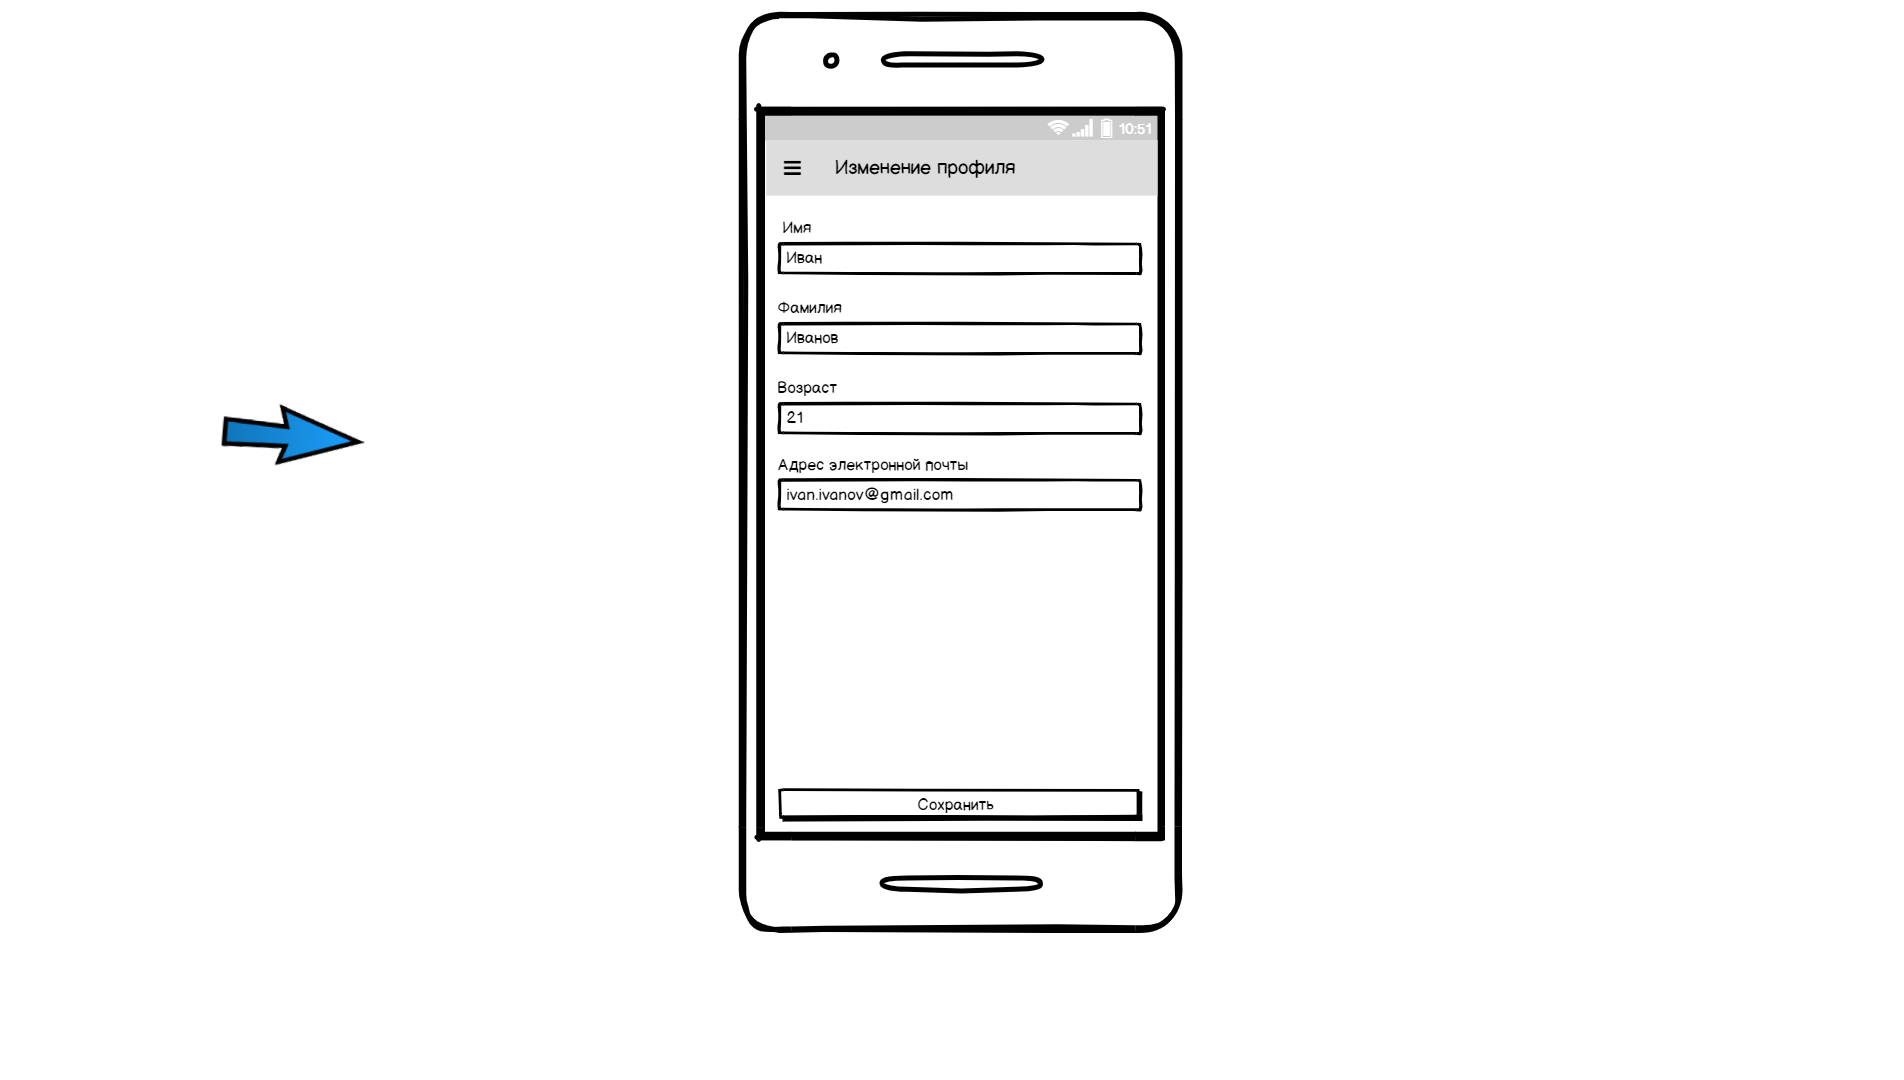 10:51
Изменение профиля
Имя
Иван
Фамилия
Иванов
Возраст
21
Адрес электронной почты
ivan.ivanov@gmail.com
Сохранить